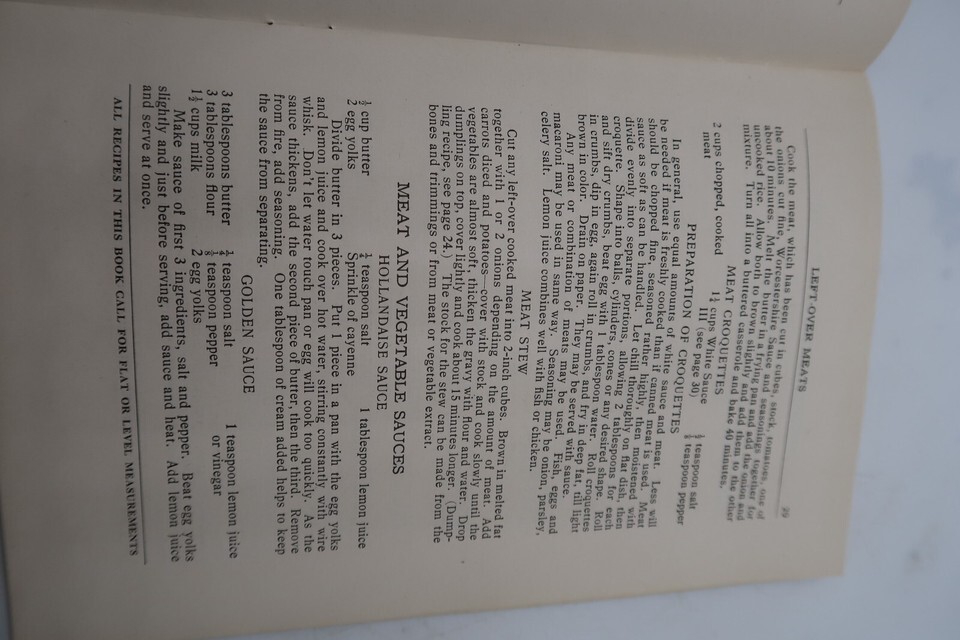 LEFT-OVER MEATS 29
Cook the meat, which has been cut in cubes, stock, tomatoes, one of
the onions cut fine, Worcestershire Sauce and seasonings together for
about 10 minutes. Melt the butter in a frying pan and add the onion and
uncooked rice. Allow both to brown slightly and add them to the other
mixture. Turn all into a buttered casserole and bake 40 minutes.
MEAT CROQUETTES
2 cups chopped, cooked 1½ cups White Sauce ½ teaspoon salt
meat III (see page 30) ⅛ teaspoon pepper
PREPARATION OF CROQUETTES
In general, use equal amounts of white sauce and meat. Less will
be needed if meat is freshly cooked than if canned meat is used. Meat
should be chopped fine, seasoned rather highly, then moistened with
sauce as soft as can be handled. Let chill thoroughly on flat dish, then
divide evenly into separate portions, allowing 2 tablespoons for each
croquette. Shape into balls, cylinders, cones or any desired shape. Roll
and sift dry crumbs, beat egg with 1 tablespoon water. Roll croquettes
in crumbs, dip in egg, again roll in crumbs, and fry in deep fat, till light
brown in color. Drain on paper. They may be served with sauce.
Any meat or combination of meats may be used. Fish, eggs and
macaroni may be used in same way. Seasoning may be onion, parsley,
celery salt. Lemon juice combines well with fish or chicken.
MEAT STEW
Cut any left-over cooked meat into 2-inch cubes. Brown in melted fat
together with 1 or 2 onions depending on the amount of meat. Add
carrots diced and potatoes—cover with stock and cook slowly until the
vegetables are almost soft, thicken the gravy with flour and water. Drop
dumplings on top, cover lightly and cook about 15 minutes longer. (Dump-
ling recipe, see page 24.) The stock for the stew can be made from the
bones and trimmings or from meat or vegetable extract.
MEAT AND VEGETABLE SAUCES
HOLLANDAISE SAUCE
½ cup butter ¼ teaspoon salt 1 tablespoon lemon juice
2 egg yolks Sprinkle of cayenne
Divide butter in 3 pieces. Put 1 piece in a pan with the egg yolks
and lemon juice and cook over hot water, stirring constantly with wire
whisk. Don't let water touch pan or egg will cook too quickly. As the
sauce thickens, add the second piece of butter, then the third. Remove
from fire, add seasoning. One tablespoon of cream added helps to keep
the sauce from separating.
GOLDEN SAUCE
3 tablespoons butter ¼ teaspoon salt 1 teaspoon lemon juice
3 tablespoons flour ⅛ teaspoon pepper or vinegar
1½ cups milk 2 egg yolks
Make sauce of first 3 ingredients, salt and pepper. Beat egg yolks
slightly and just before serving, add sauce and heat. Add lemon juice
and serve at once.
ALL RECIPES IN THIS BOOK CALL FOR FLAT OR LEVEL MEASUREMENTS